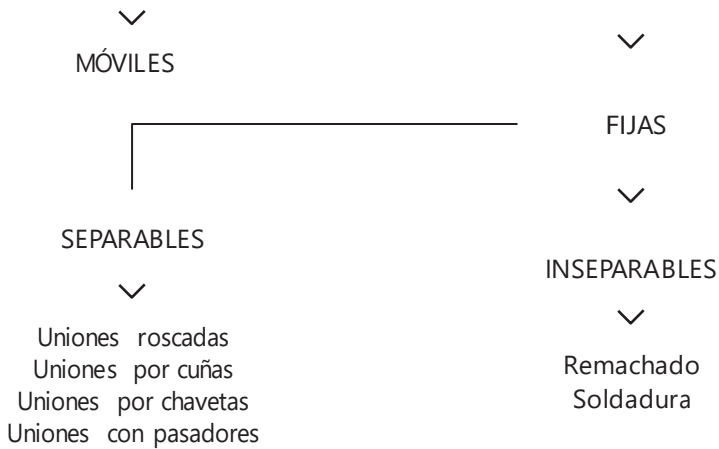 MÓVILES
FIJAS
SEPARABLES
Uniones roscadas
Uniones por cuñas
Uniones por chavetas
Uniones con pasadores
INSEPARABLES
Remachado
Soldadura